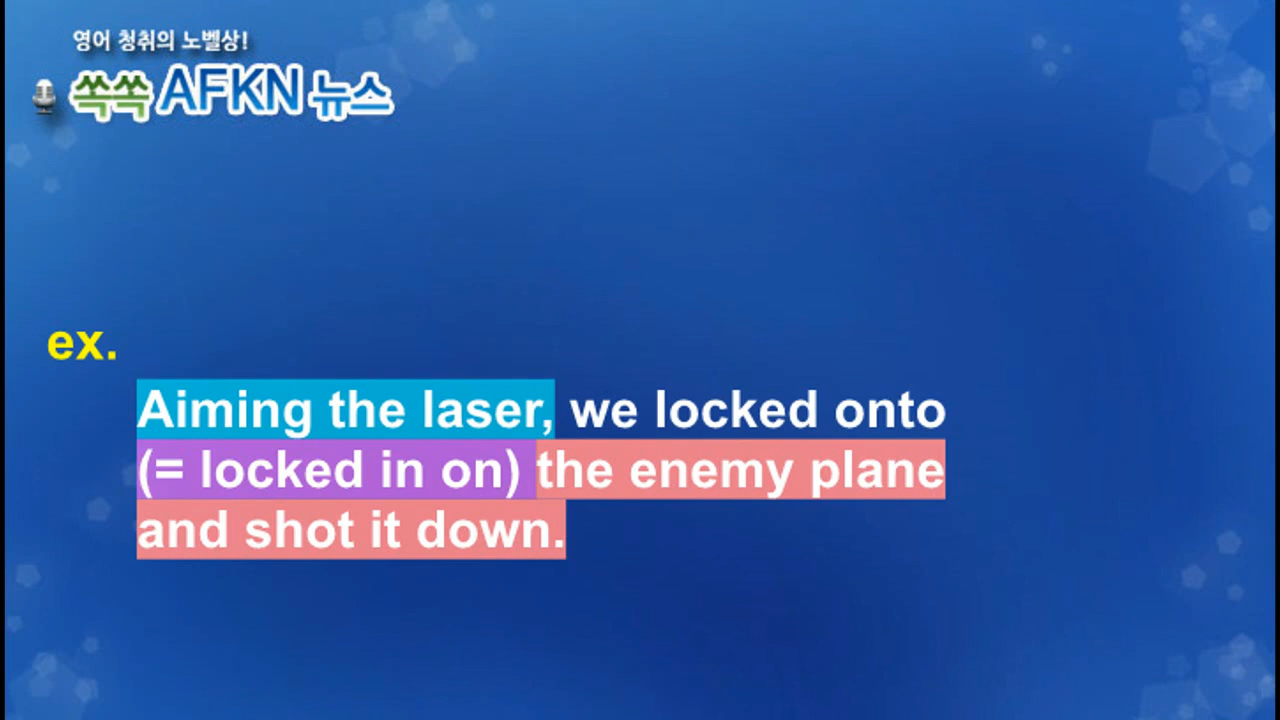 영어 청취의 노벨상!
쏙쏙 AFKN 뉴스
ex.
Aiming the laser, we locked onto
(= locked in on) the enemy plane
and shot it down.